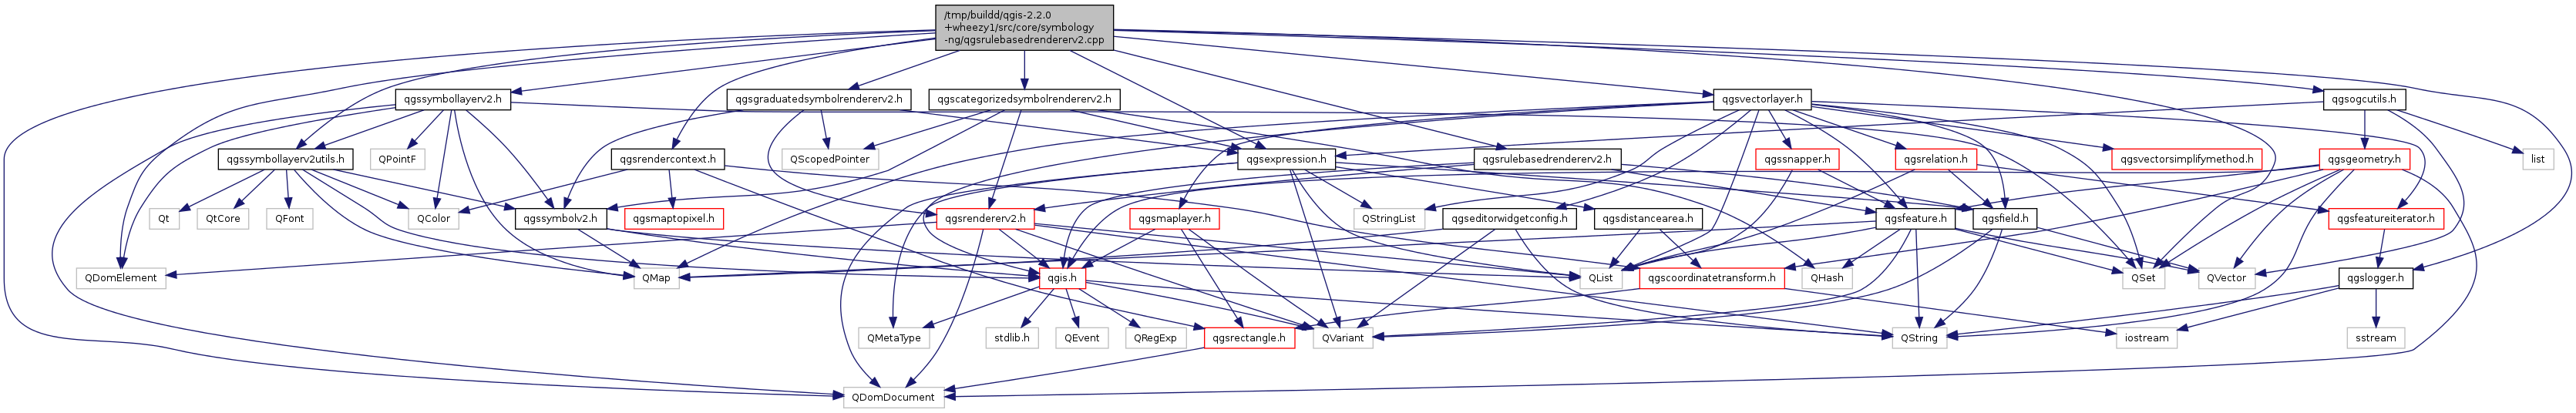 /tmp/buildd/qgis-2.2.0
+wheezy1/src/core/symbology
-ng/qgsrulebasedrendererv2.cpp
qgssymbollayerv2.h
qgsgraduatedsymbolrendererv2.h
qgscategorizedsymbolrendererv2.h
qgsvectorlayer.h
qgsogcutils.h
qgssymbollayerv2utils.h
QPointF
qgsrendercontext.h
QScopedPointer
qgsexpression.h
qgsrulebasedrendererv2.h
qgssnapper.h
qgsrelation.h
qgsvectorsimplifymethod.h
qgsgeometry.h
list
Qt
QtCore
QFont
QColor
qgssymbolv2.h
qgsmaptopixel.h
qgsrendererv2.h
qgsmaplayer.h
QStringList
qgseditorwidgetconfig.h
qgsdistancearea.h
qgsfeature.h
qgsfield.h
qgsfeatureiterator.h
QDomElement
QMap
qgis.h
QList
qgscoordinatetransform.h
QHash
QSet
QVector
qgslogger.h
QMetaType
stdlib.h
QEvent
QRegExp
qgsrectangle.h
QVariant
QString
iostream
sstream
QDomDocument